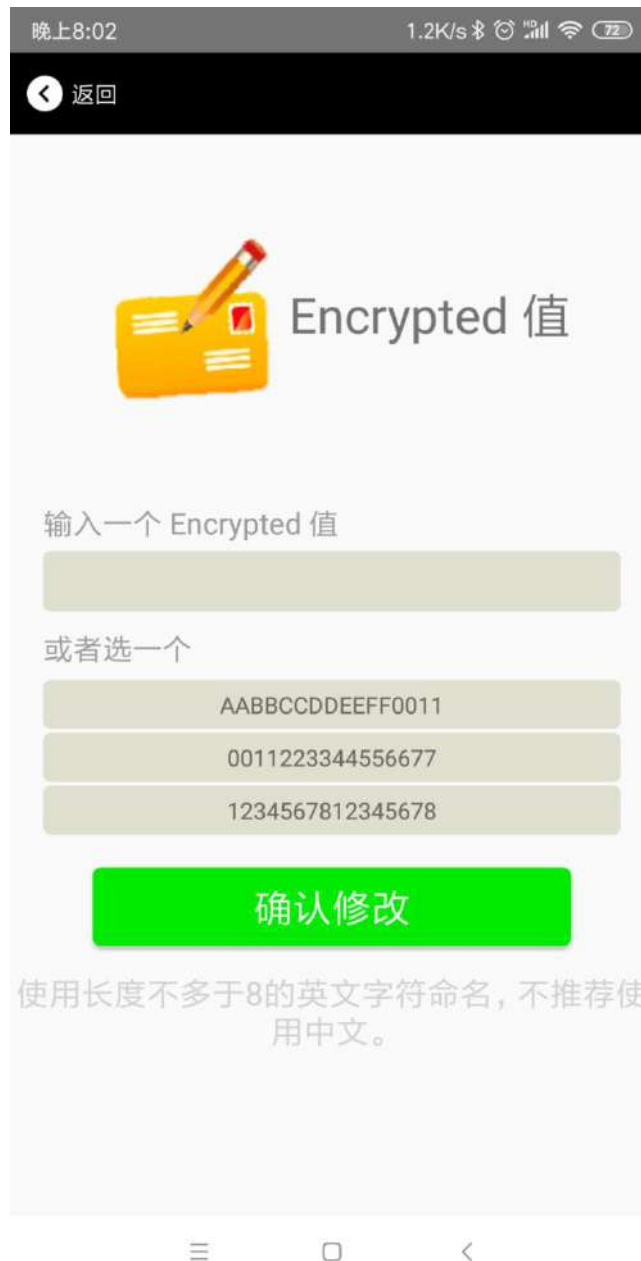 晚上8:02 1.2K/s HD 72
返回
Encrypted 值
输入一个 Encrypted 值
或者选一个
AABBCCDDEEFF0011
0011223344556677
1234567812345678
确认修改
使用长度不多于8的英文字符命名，不推荐使
用中文。